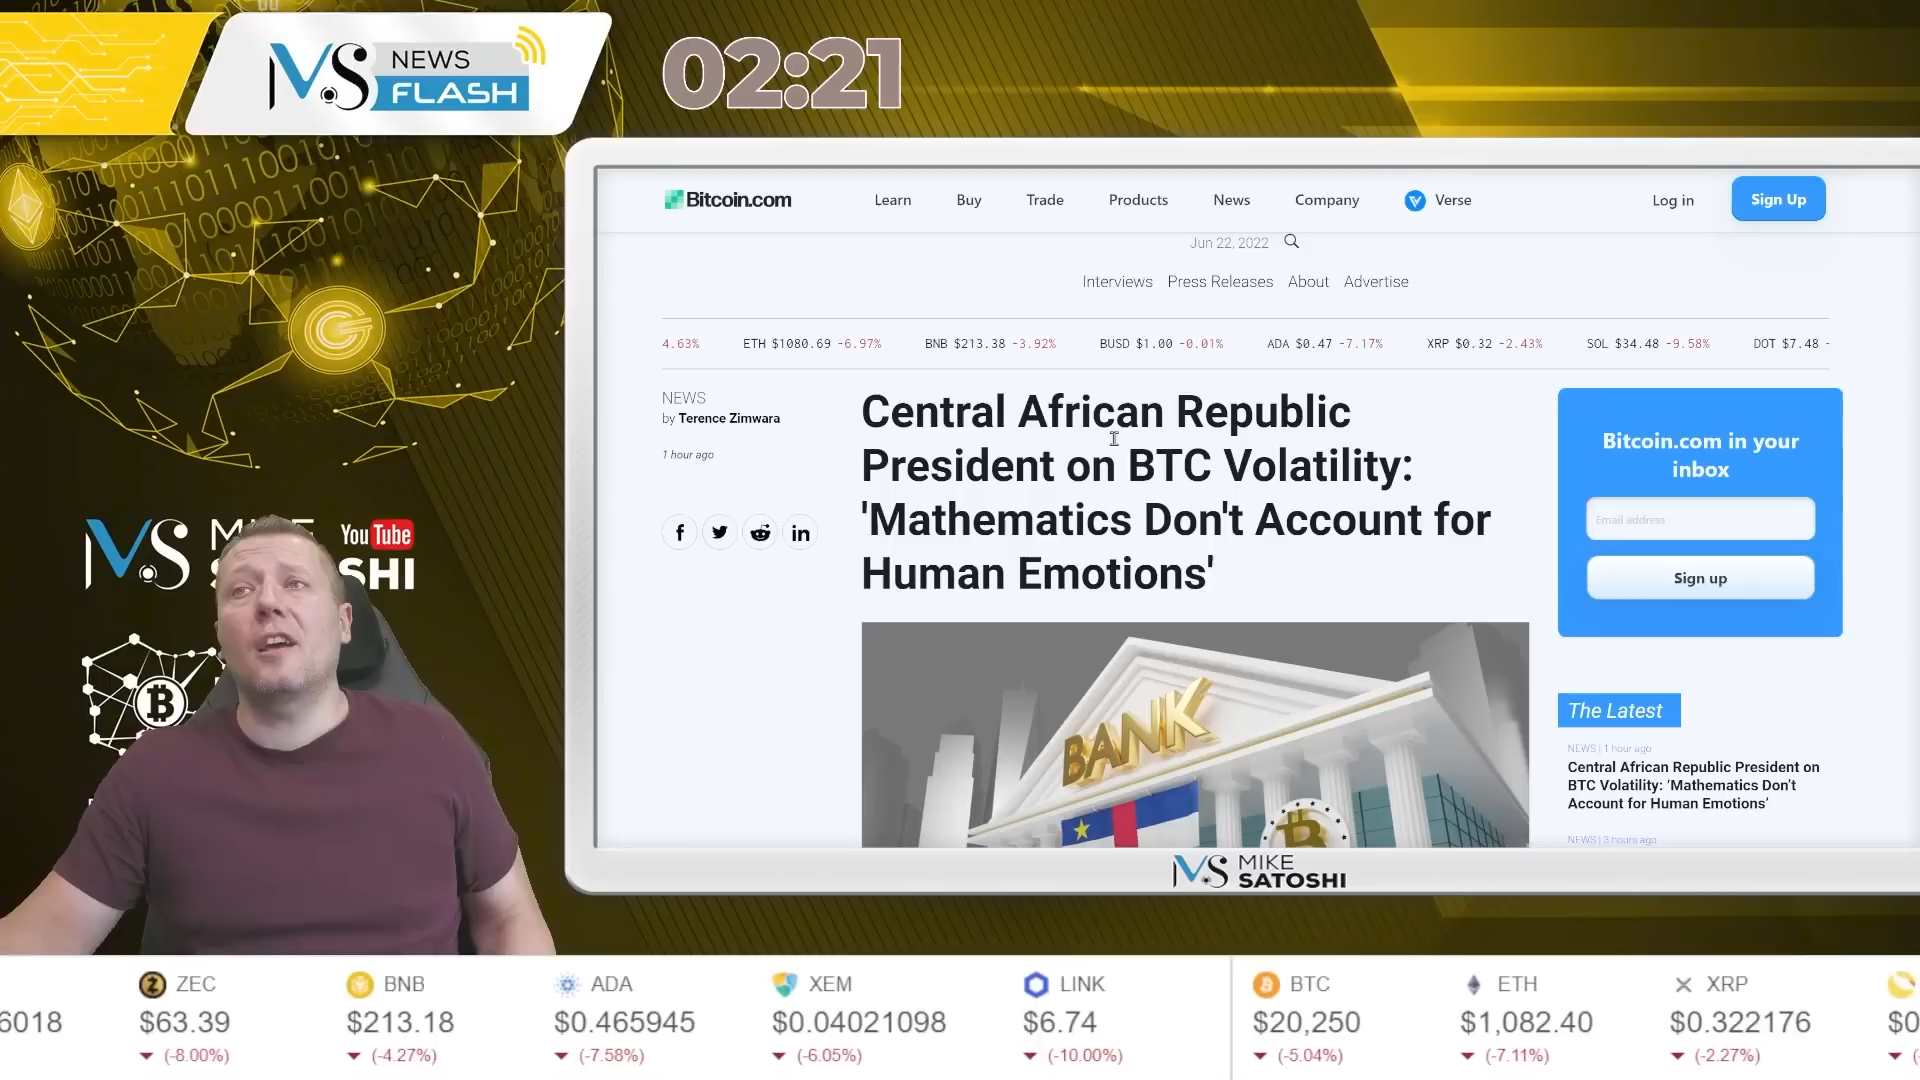 NEWS
FLASH
02:21
Bitcoin.com
Learn
Buy
Trade
Products
News
Company
Verse
Log in
Sign Up
Jun 22, 2022
Interviews
Press Releases
About
Advertise
4.63%
ETH $1080.69 -6.97%
BNB $213.38 -3.92%
BUSD $1.00 -0.01%
ADA $0.47 -7.17%
XRP $0.32 -2.43%
SOL $34.48 -9.58%
DOT $7.48 -
NEWS
by Terence Zimwara
1 hour ago
Central African Republic
President on BTC Volatility:
'Mathematics Don't Account for
Human Emotions'
Bitcoin.com in your
inbox
Email address
Sign up
The Latest
NEWS | 1 hour ago
Central African Republic President on
BTC Volatility: ‘Mathematics Don’t
Account for Human Emotions’
NEWS | 3 hours ago
BANK
YouTube
MIKE
SATOSHI
ZEC
$63.39
(-8.00%)
BNB
$213.18
(-4.27%)
ADA
$0.465945
(-7.58%)
XEM
$0.04021098
(-6.05%)
LINK
$6.74
(-10.00%)
BTC
$20,250
(-5.04%)
ETH
$1,082.40
(-7.11%)
XRP
$0.322176
(-2.27%)
6018
$0